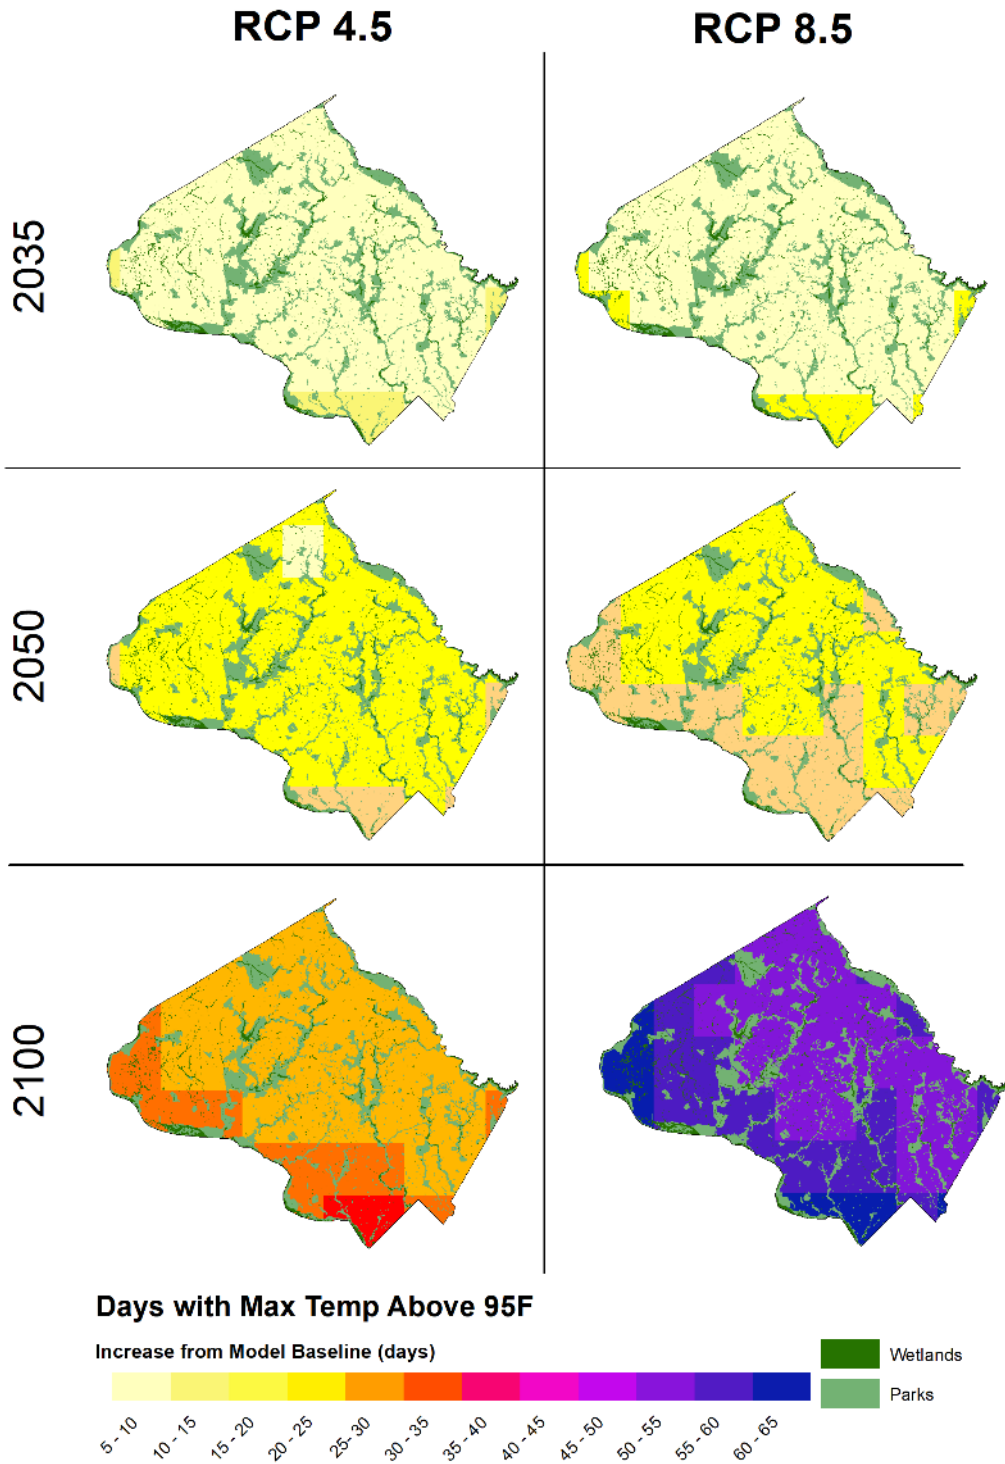 RCP 4.5
RCP 8.5
2035
2050
2100
Days with Max Temp Above 95F
Increase from Model Baseline (days)
5 - 10
10 - 15
15 - 20
20 - 25
25- 30
30 - 35
35 - 40
40 - 45
45 - 50
50 - 55
55 - 60
60 - 65
Wetlands
Parks